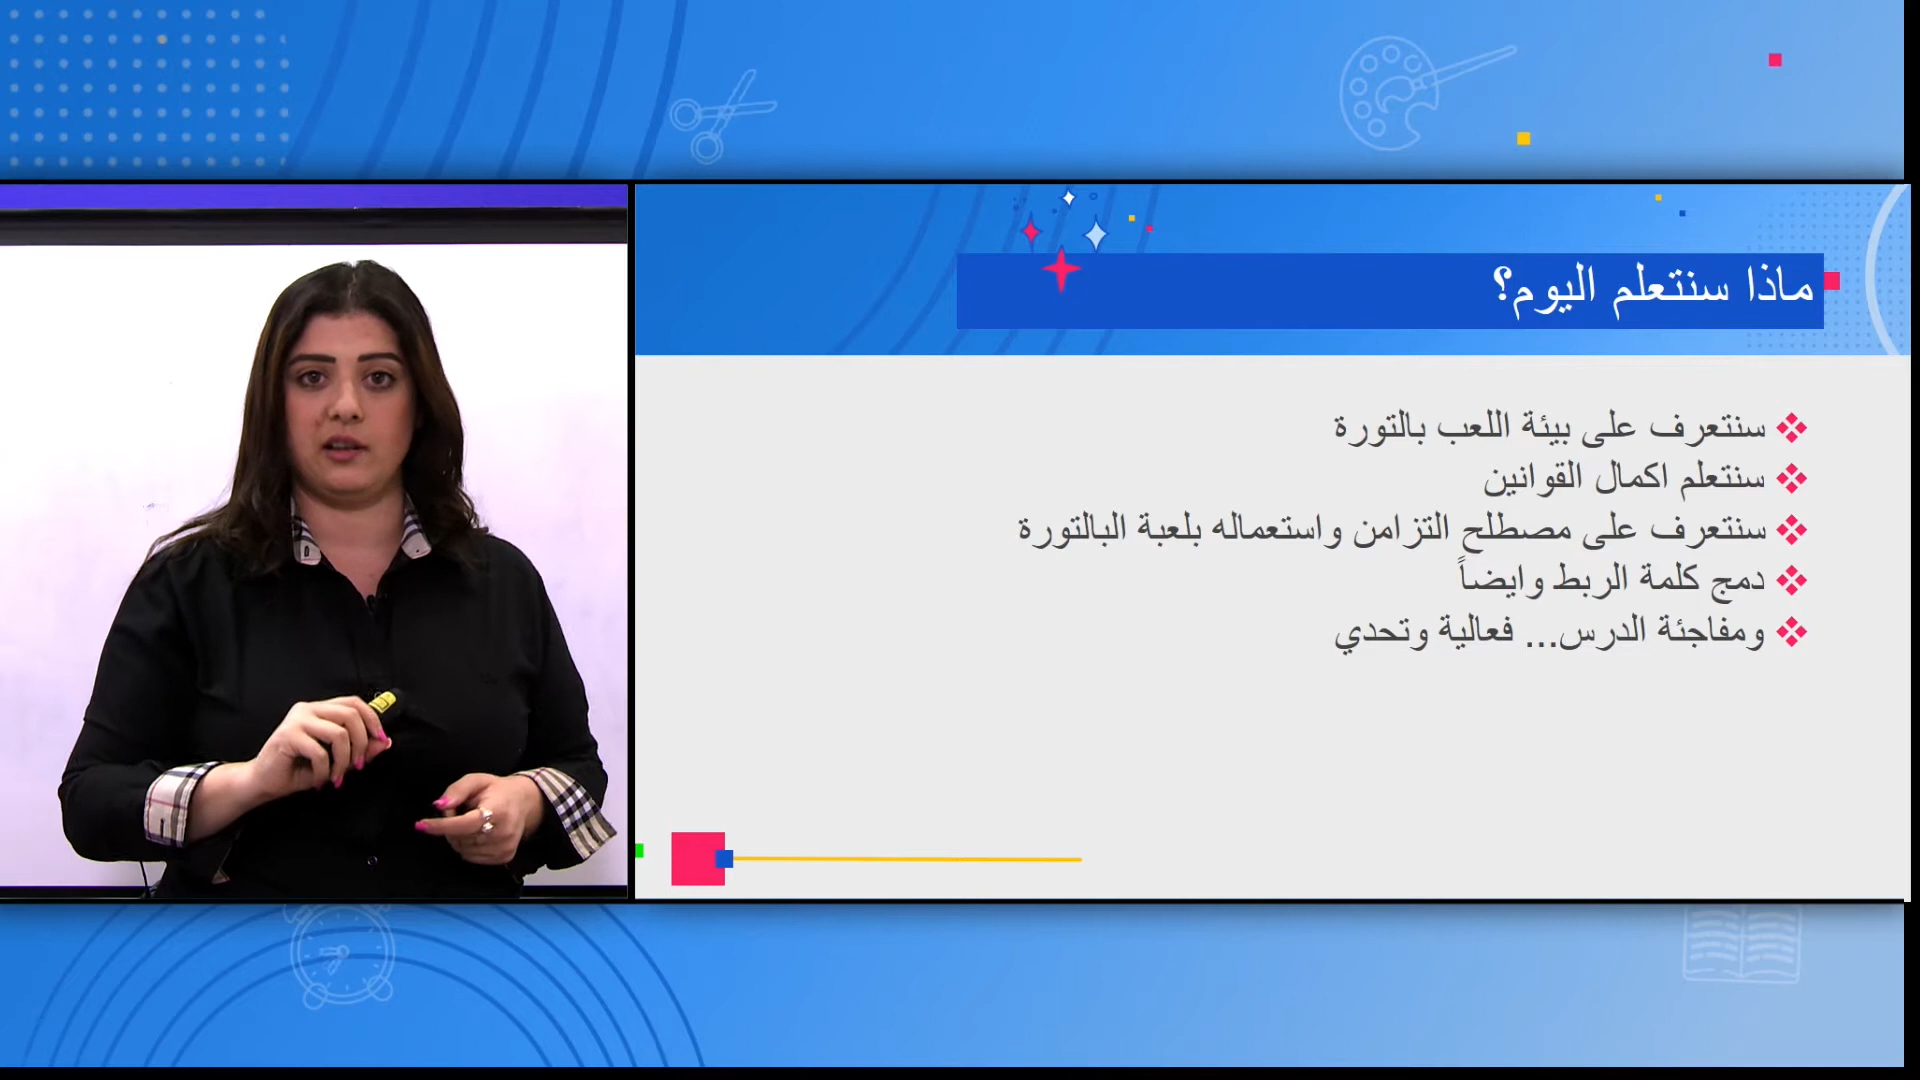 ماذا سنتعلم اليوم؟
سنتعرف على بيئة اللعب بالتورة
سنتعلم اكمال القوانين
سنتعرف على مصطلح التزامن واستعماله بلعبة البالتورة
دمج كلمة الربط وايضاً
ومفاجئة الدرس... فعالية وتحدي